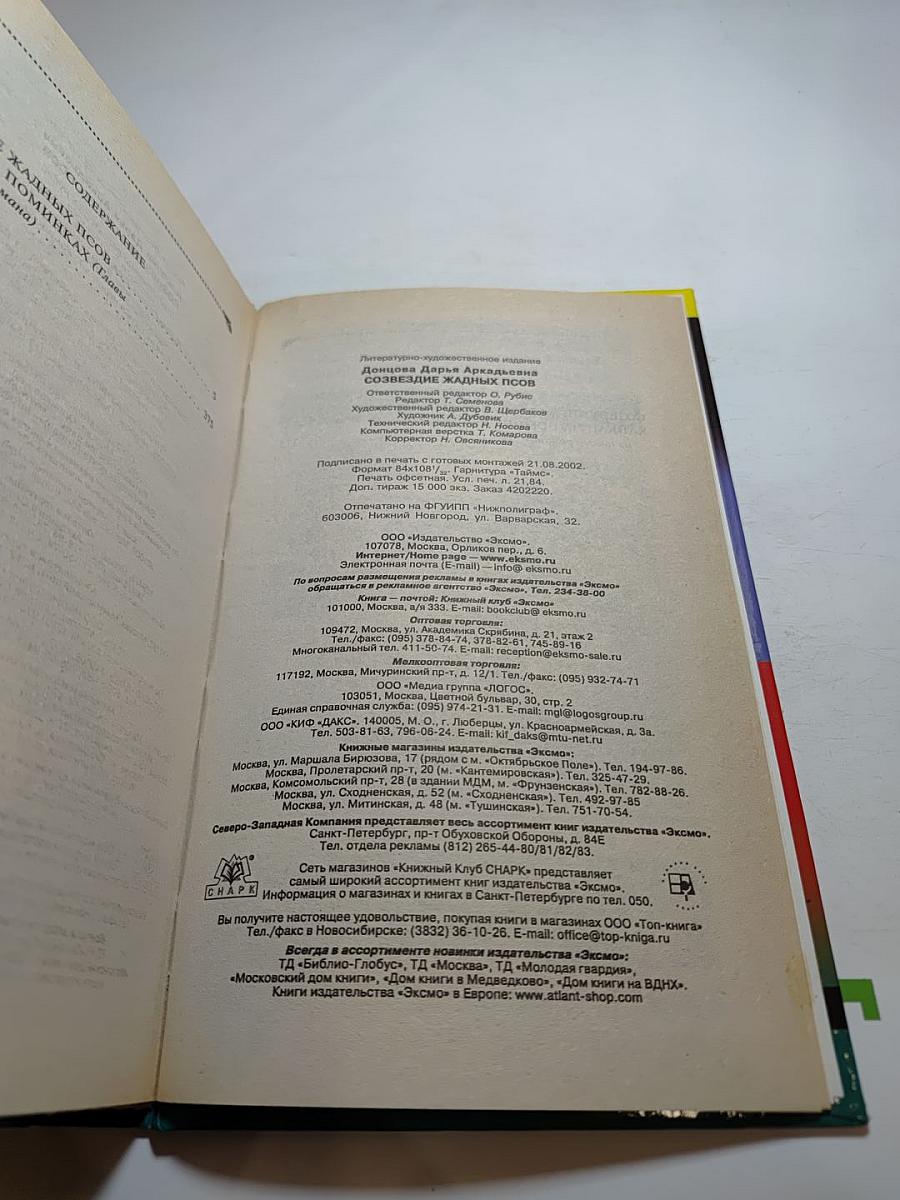 СОДЕРЖАНИЕ
ЖАДНЫХ ПСОВ
ПОМИНКАХ (Главы
3
375
Литературно-художественное издание
Донцова Дарья Аркадьевна
СОЗВЕЗДИЕ ЖАДНЫХ ПСОВ
Ответственный редактор О. Рубис
Редактор Т. Семенова
Художественный редактор В. Щербаков
Художник А. Дубовик
Технический редактор Н. Носова
Компьютерная верстка Т. Комарова
Корректор Н. Овсяникова
Подписано в печать с готовых монтажей 21.08.2002.
Формат 84x108 1/32. Гарнитура «Таймс».
Печать офсетная. Усл. печ. л. 21,84.
Доп. тираж 15 000 экз. Заказ 4202220.
Отпечатано на ФГУИПП «Нижполиграф».
603006, Нижний Новгород, ул. Варварская, 32.
ООО «Издательство «Эксмо».
107078, Москва, Орликов пер., д. 6.
Интернет/Home page — www.eksmo.ru
Электронная почта (E-mail) — info@ eksmo.ru
По вопросам размещения рекламы в книгах издательства «Эксмо»
обращаться в рекламное агентство «Эксмо». Тел. 234-38-00
Книга — почтой: Книжный клуб «Эксмо»
101000, Москва, а/я 333. E-mail: bookclub@ eksmo.ru
Оптовая торговля:
109472, Москва, ул. Академика Скрябина, д. 21, этаж 2
Тел./факс: (095) 378-84-74, 378-82-61, 745-89-16
Многоканальный тел. 411-50-74. E-mail: reception@eksmo-sale.ru
Мелкооптовая торговля:
117192, Москва, Мичуринский пр-т, д. 12/1. Тел./факс: (095) 932-74-71
ООО «Медиа группа «ЛОГОС».
103051, Москва, Цветной бульвар, 30, стр. 2
Единая справочная служба: (095) 974-21-31. E-mail: mgl@logosgroup.ru
ООО «КИФ «ДАКС». 140005, М. О., г. Люберцы, ул. Красноармейская, д. 3а.
Тел. 503-81-63, 796-06-24. E-mail: kif_daks@mtu-net.ru
Книжные магазины издательства «Эксмо»:
Москва, ул. Маршала Бирюзова, 17 (рядом с м. «Октябрьское Поле»). Тел. 194-97-86.
Москва, Пролетарский пр-т, 20 (м. «Кантемировская»). Тел. 325-47-29.
Москва, Комсомольский пр-т, 28 (в здании МДМ, м. «Фрунзенская»). Тел. 782-88-26.
Москва, ул. Сходненская, д. 52 (м. «Сходненская»). Тел. 492-97-85
Москва, ул. Митинская, д. 48 (м. «Тушинская»). Тел. 751-70-54.
Северо-Западная Компания представляет весь ассортимент книг издательства «Эксмо».
Санкт-Петербург, пр-т Обуховской Обороны, д. 84Е
Тел. отдела рекламы (812) 265-44-80/81/82/83.
СНАРК
Сеть магазинов «Книжный Клуб СНАРК» представляет
самый широкий ассортимент книг издательства «Эксмо».
Информация о магазинах и книгах в Санкт-Петербурге по тел. 050.
Вы получите настоящее удовольствие, покупая книги в магазинах ООО «Топ-книга»
Тел./факс в Новосибирске: (3832) 36-10-26. E-mail: office@top-kniga.ru
Всегда в ассортименте новинки издательства «Эксмо»:
ТД «Библио-Глобус», ТД «Москва», ТД «Молодая гвардия»,
«Московский дом книги», «Дом книги в Медведково», «Дом книги на ВДНХ».
Книги издательства «Эксмо» в Европе: www.atlant-shop.com